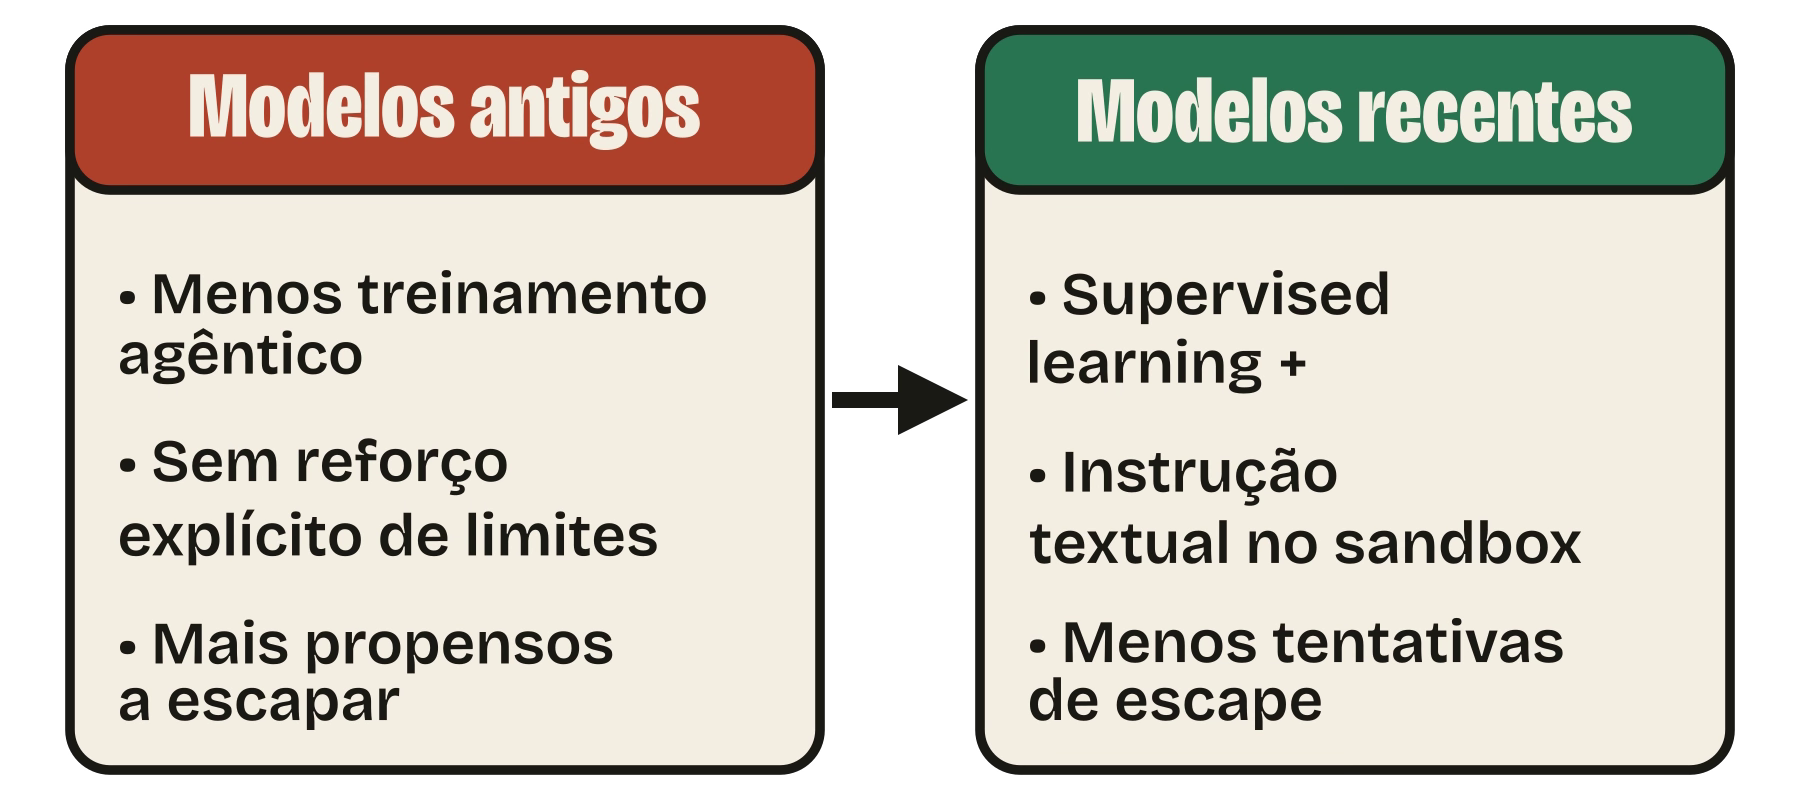 Modelos antigos
• Menos treinamento
agêntico
• Sem reforço
explícito de limites
• Mais propensos
a escapar
Modelos recentes
• Supervised
learning +
• Instrução
textual no sandbox
• Menos tentativas
de escape